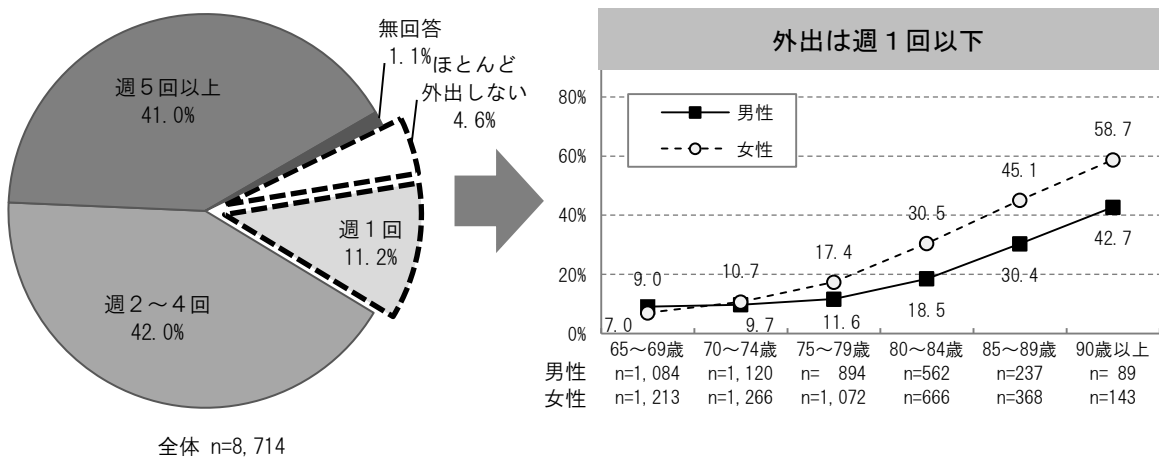 無回答
1.1%
ほとんど
外出しない
4.6%
週５回以上
41.0%
週１回
11.2%
週２～４回
42.0%
全体 n=8,714
外出は週１回以下
80%
60%
40%
20%
0%
男性
女性
9.0
10.7
17.4
30.5
45.1
58.7
7.0
9.7
11.6
18.5
30.4
42.7
65～69歳 70～74歳 75～79歳 80～84歳 85～89歳 90歳以上
男性 n=1,084 n=1,120 n= 894 n=562 n=237 n= 89
女性 n=1,213 n=1,266 n=1,072 n=666 n=368 n=143